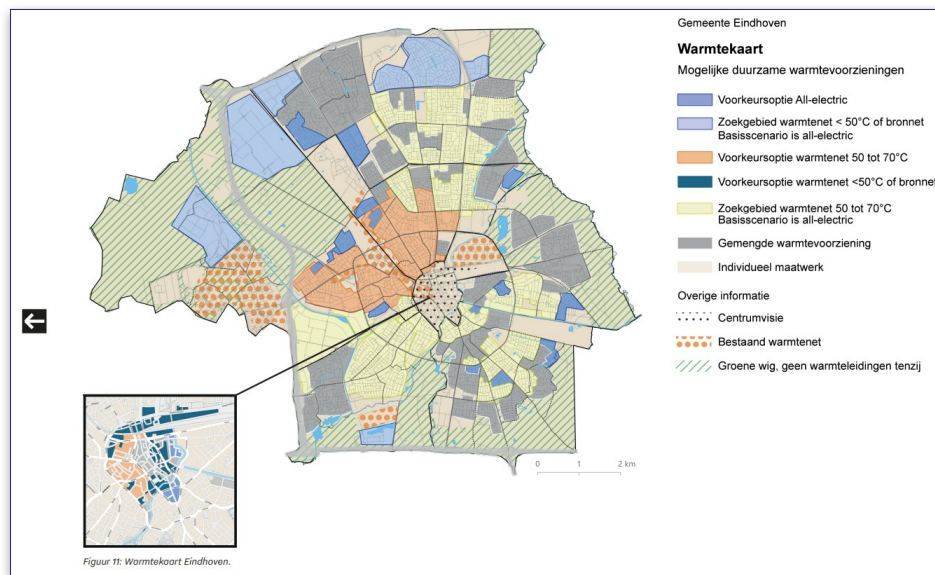 Gemeente Eindhoven
Warmtekaart
Mogelijke duurzame warmtevoorzieningen
Voorkeursoptie All-electric
Zoekgebied warmtenet < 50°C of bronnet
Basisscenario is all-electric
Voorkeursoptie warmtenet 50 tot 70°C
Voorkeursoptie warmtenet <50°C of bronnet
Zoekgebied warmtenet 50 tot 70°C
Basisscenario is all-electric
Gemengde warmtevoorziening
Individueel maatwerk
Overige informatie
Centrumvisie
Bestaand warmtenet
Groene wig, geen warmteleidingen tenzij
0 1 2 km
Figuur 11: Warmtekaart Eindhoven.